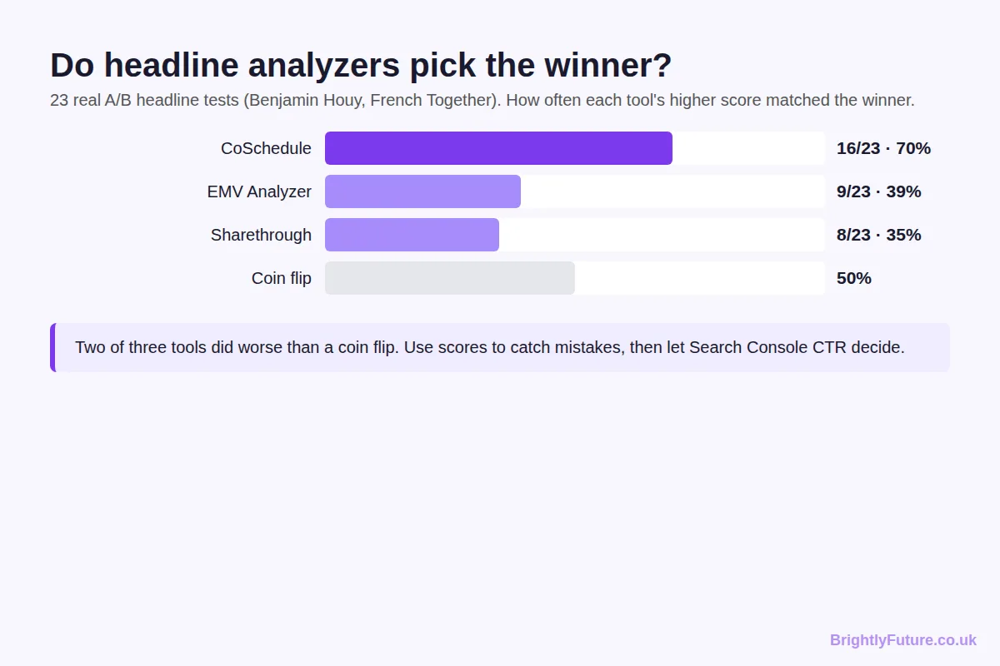 Do headline analyzers pick the winner?
23 real A/B headline tests (Benjamin Houy, French Together). How often each tool's higher score matched the winner.
CoSchedule 16/23 · 70%
EMV Analyzer 9/23 · 39%
Sharethrough 8/23 · 35%
Coin flip 50%
Two of three tools did worse than a coin flip. Use scores to catch mistakes, then let Search Console CTR decide.
BrightlyFuture.co.uk